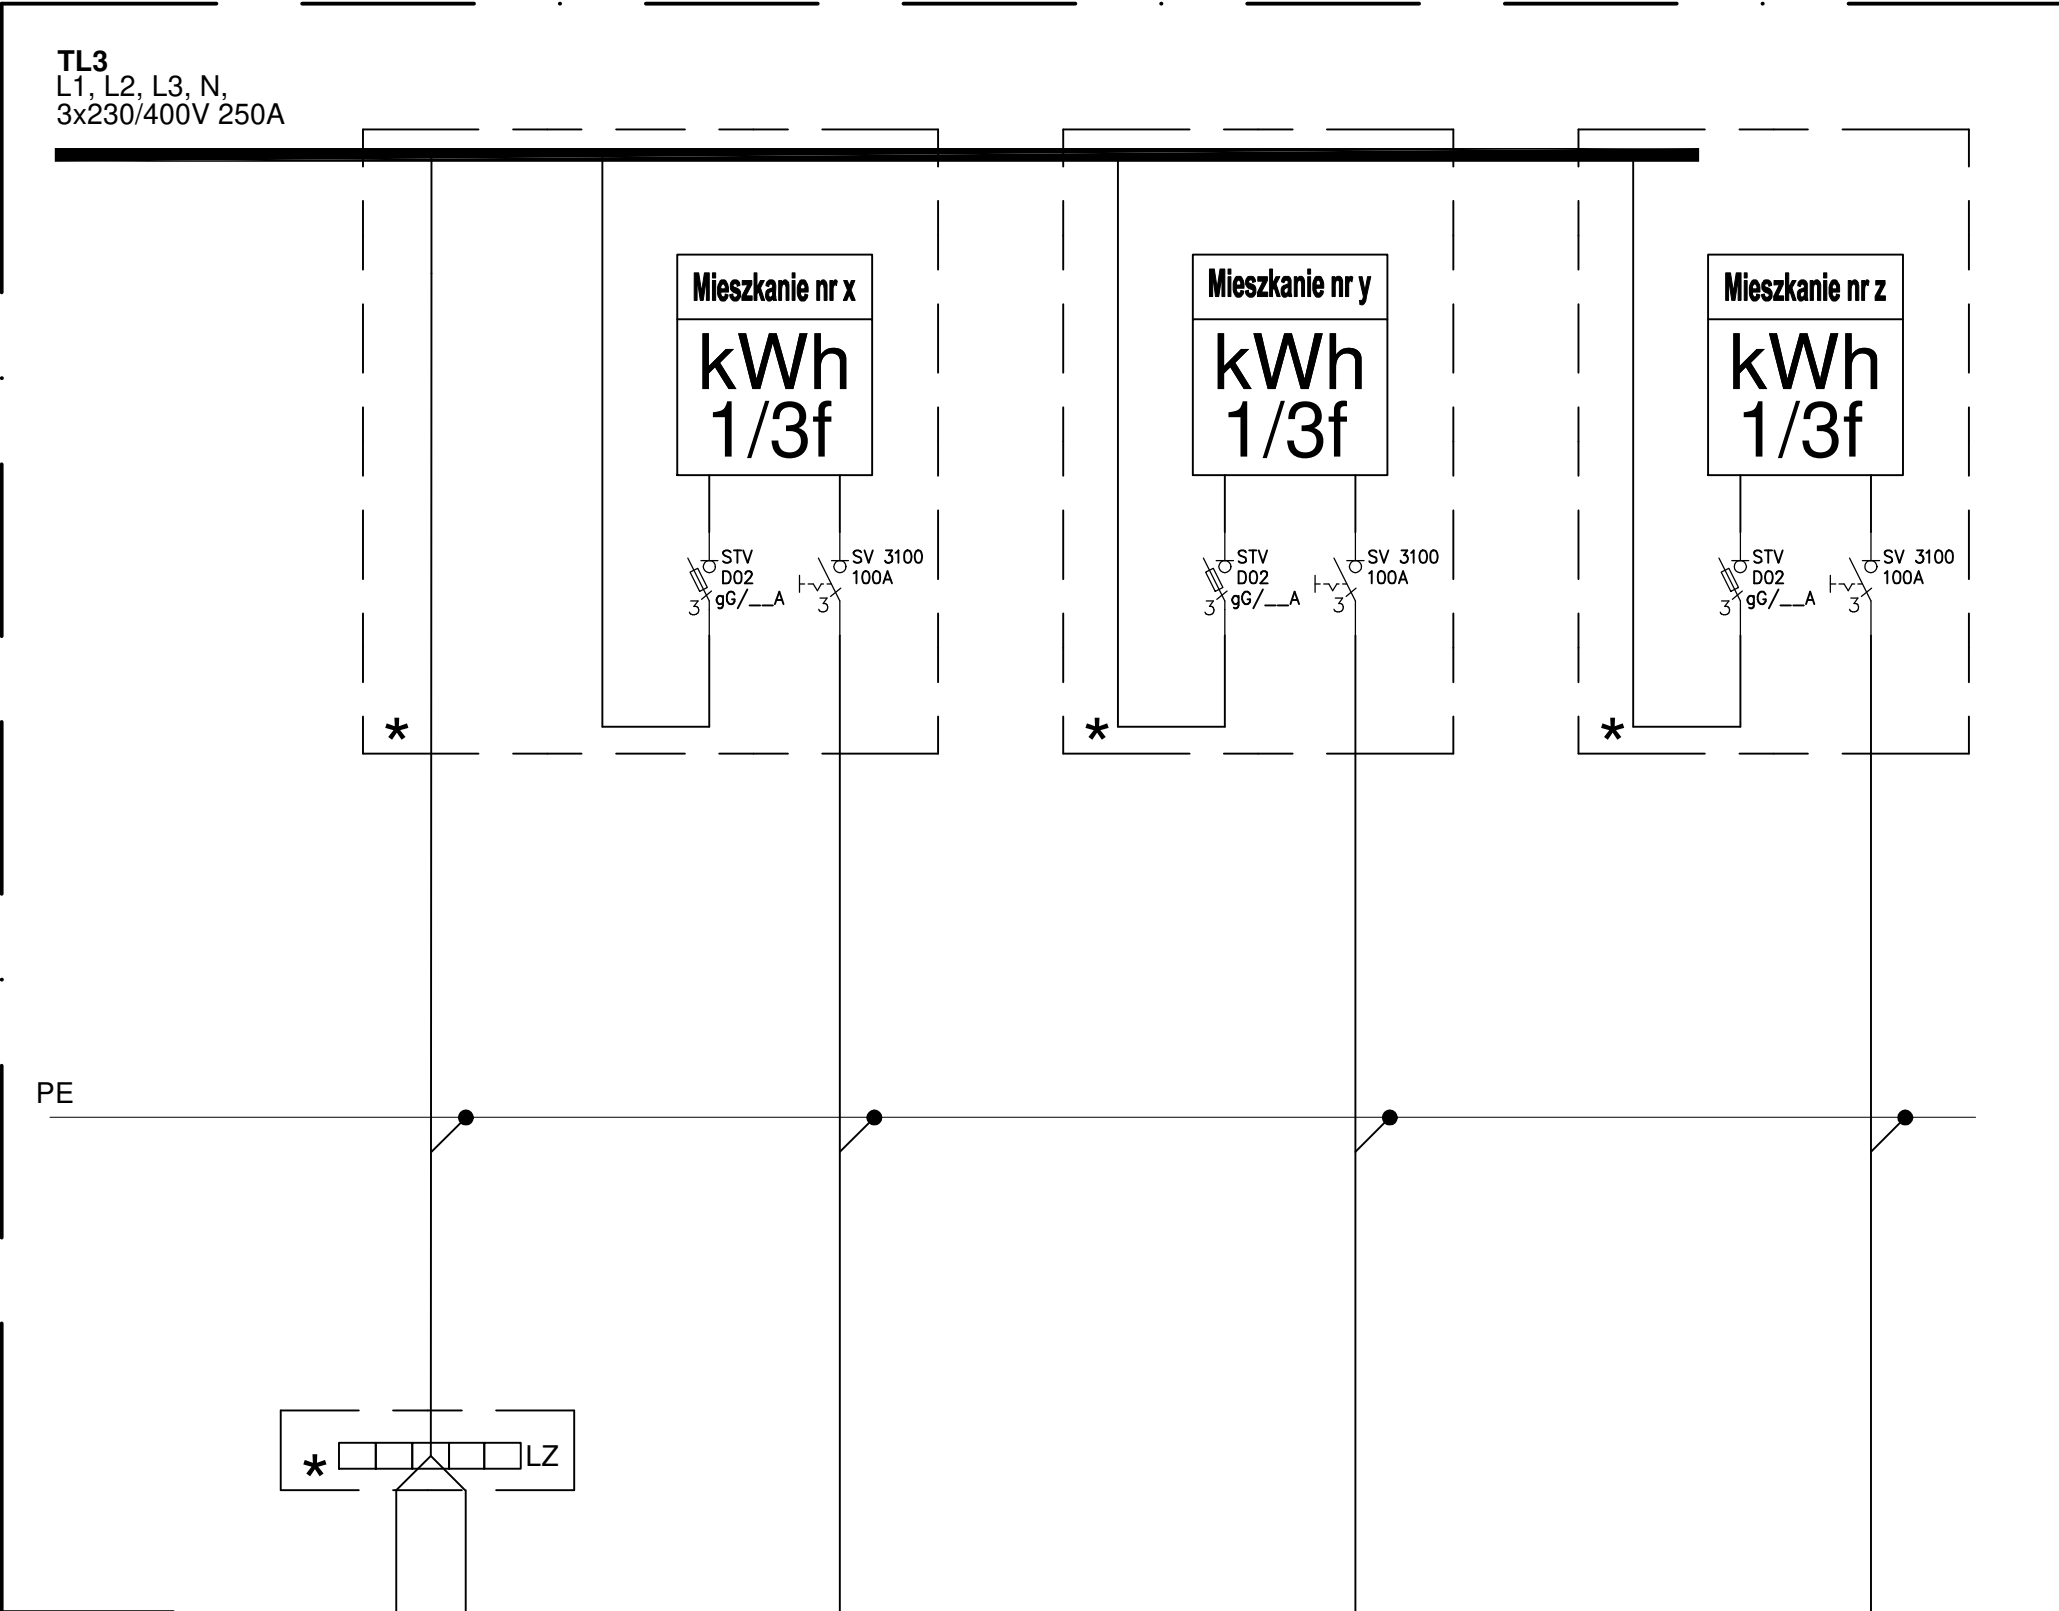 TL3
L1, L2, L3, N,
3x230/400V 250A
Mieszkanie nr x
kWh
1/3f
STV
D02
gG/__A
3
SV 3100
100A
3
*
Mieszkanie nr y
kWh
1/3f
STV
D02
gG/__A
3
SV 3100
100A
3
*
Mieszkanie nr z
kWh
1/3f
STV
D02
gG/__A
3
SV 3100
100A
3
*
PE
* LZ